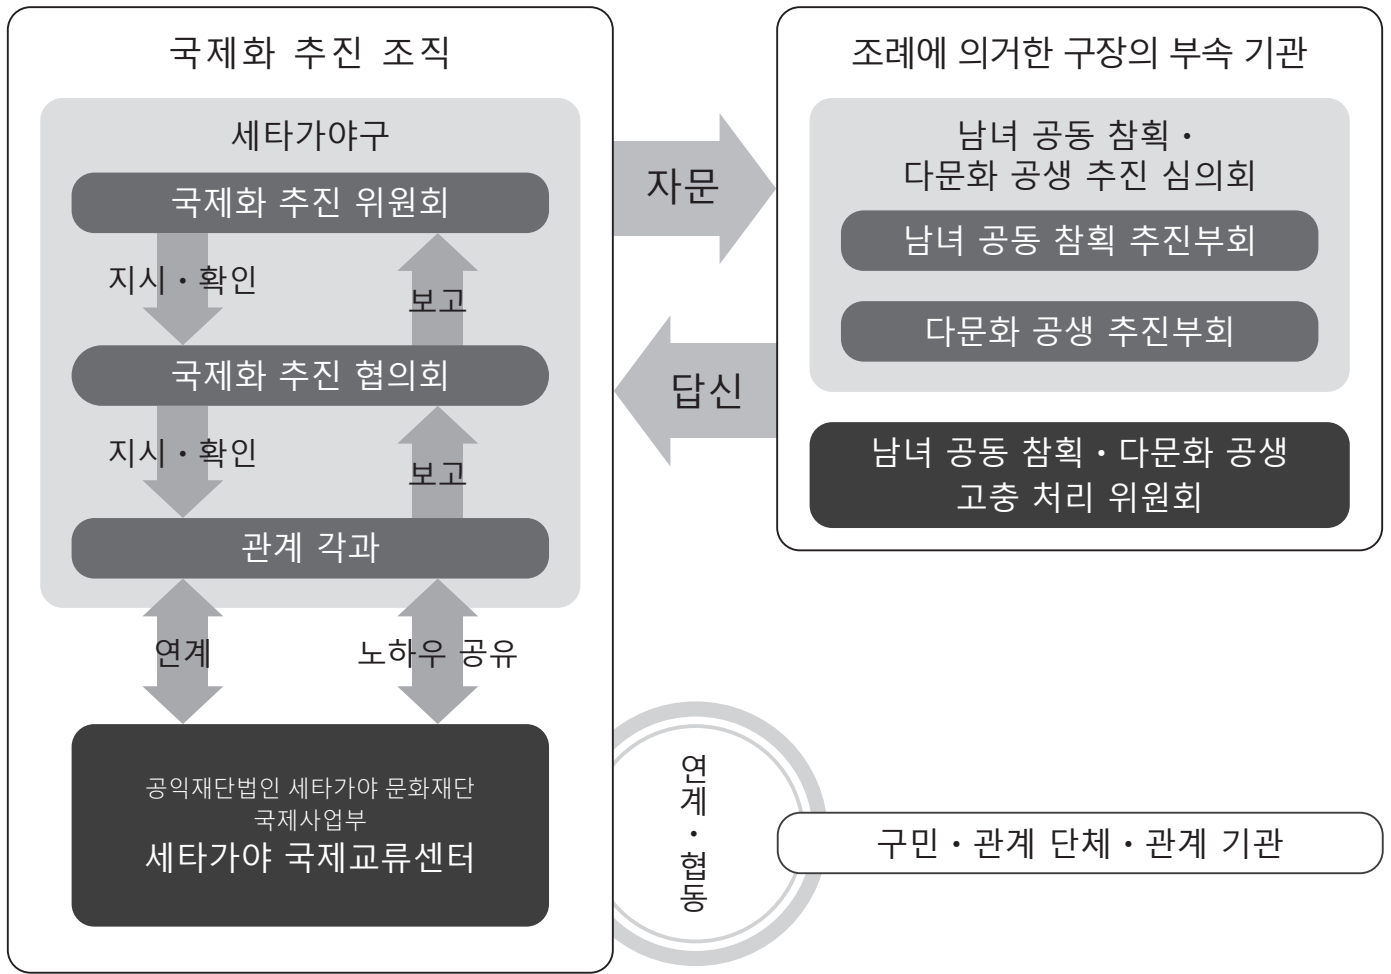 국제화 추진 조직
세타가야구
국제화 추진 위원회
지시・확인
보고
국제화 추진 협의회
지시・확인
보고
관계 각과
연계
노하우 공유
공익재단법인 세타가야 문화재단
국제사업부
세타가야 국제교류센터
자문
답신
조례에 의거한 구장의 부속 기관
남녀 공동 참획・
다문화 공생 추진 심의회
남녀 공동 참획 추진부회
다문화 공생 추진부회
남녀 공동 참획・다문화 공생
고충 처리 위원회
연계・협동
구민・관계 단체・관계 기관